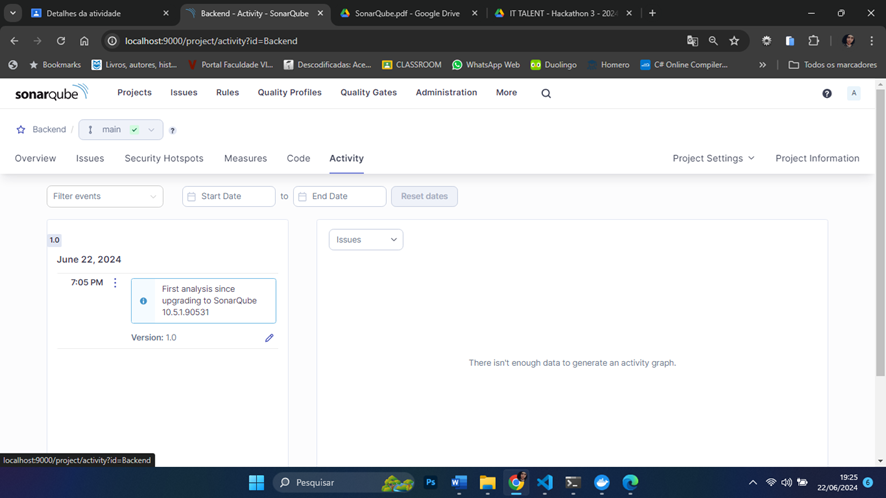 Detalhes da atividade
Backend - Activity - SonarQube
SonarQube.pdf - Google Drive
IT TALENT - Hackathon 3 - 2024
localhost:9000/project/activity?id=Backend
Bookmarks
Livros, autores, hist...
Portal Faculdade VI...
Descodificadas: Ace...
CLASSROOM
WhatsApp Web
Duolingo
Homero
C# Online Compiler...
»
Todos os marcadores
sonarqube
Projects
Issues
Rules
Quality Profiles
Quality Gates
Administration
More
?
A
Backend /
main
?
Overview
Issues
Security Hotspots
Measures
Code
Activity
Project Settings
Project Information
Filter events
Start Date
to
End Date
Reset dates
1.0
June 22, 2024
7:05 PM
First analysis since
upgrading to SonarQube
10.5.1.90531
Version: 1.0
Issues
There isn't enough data to generate an activity graph.
localhost:9000/project/activity?id=Backend
Pesquisar
Ps
19:25
22/06/2024
6